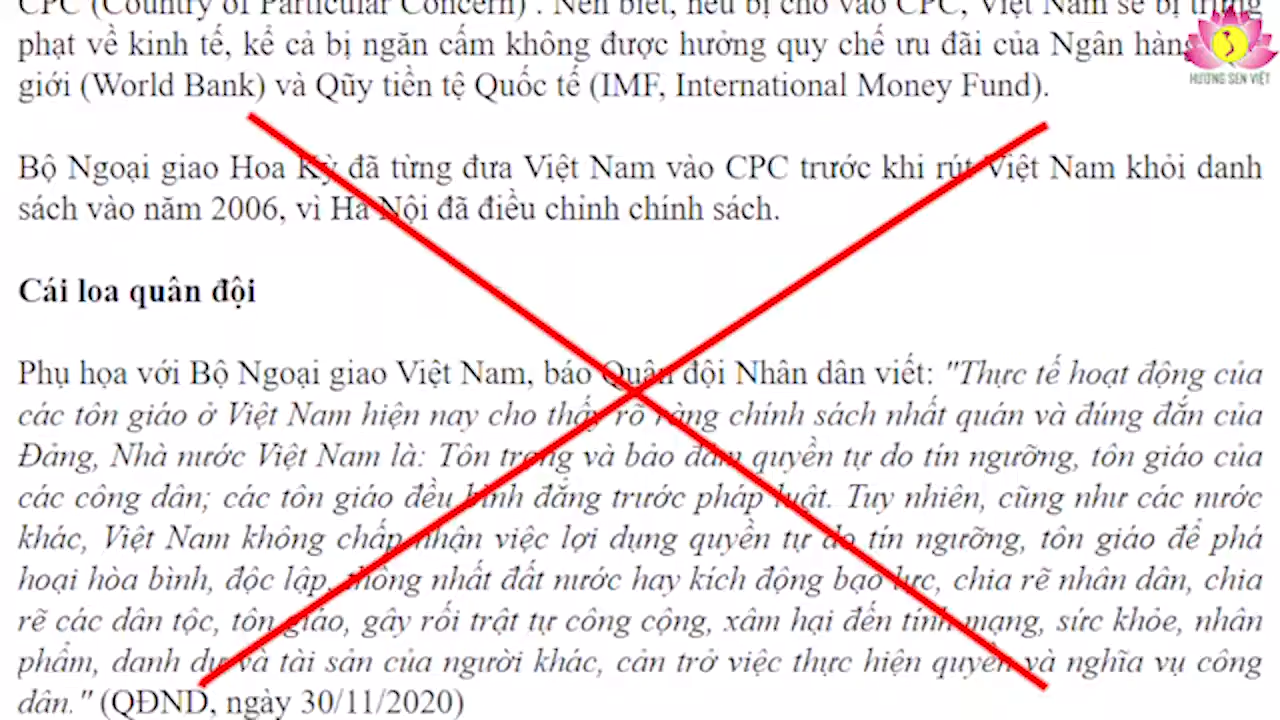 CPC (Country of Particular Concern) . Nên biết, nếu bị cho vào CPC, Việt Nam sẽ bị trừng
phạt về kinh tế, kể cả bị ngăn cấm không được hưởng quy chế ưu đãi của Ngân hàng
giới (World Bank) và Qũy tiền tệ Quốc tế (IMF, International Money Fund).
HƯƠNG SEN VIỆT
Bộ Ngoại giao Hoa Kỳ đã từng đưa Việt Nam vào CPC trước khi rút Việt Nam khỏi danh
sách vào năm 2006, vì Hà Nội đã điều chỉnh chính sách.
Cái loa quân đội
Phụ họa với Bộ Ngoại giao Việt Nam, báo Quân đội Nhân dân viết: "Thực tế hoạt động của
các tôn giáo ở Việt Nam hiện nay cho thấy rõ ràng chính sách nhất quán và đúng đắn của
Đảng, Nhà nước Việt Nam là: Tôn trọng và bảo đảm quyền tự do tín ngưỡng, tôn giáo của
các công dân; các tôn giáo đều bình đẳng trước pháp luật. Tuy nhiên, cũng như các nước
khác, Việt Nam không chấp nhận việc lợi dụng quyền tự do tín ngưỡng, tôn giáo để phá
hoại hòa bình, độc lập, thống nhất đất nước hay kích động bạo lực, chia rẽ nhân dân, chia
rẽ các dân tộc, tôn giáo, gây rối trật tự công cộng, xâm hại đến tính mạng, sức khỏe, nhân
phẩm, danh dự và tài sản của người khác, cản trở việc thực hiện quyền và nghĩa vụ công
dân." (QĐND, ngày 30/11/2020)